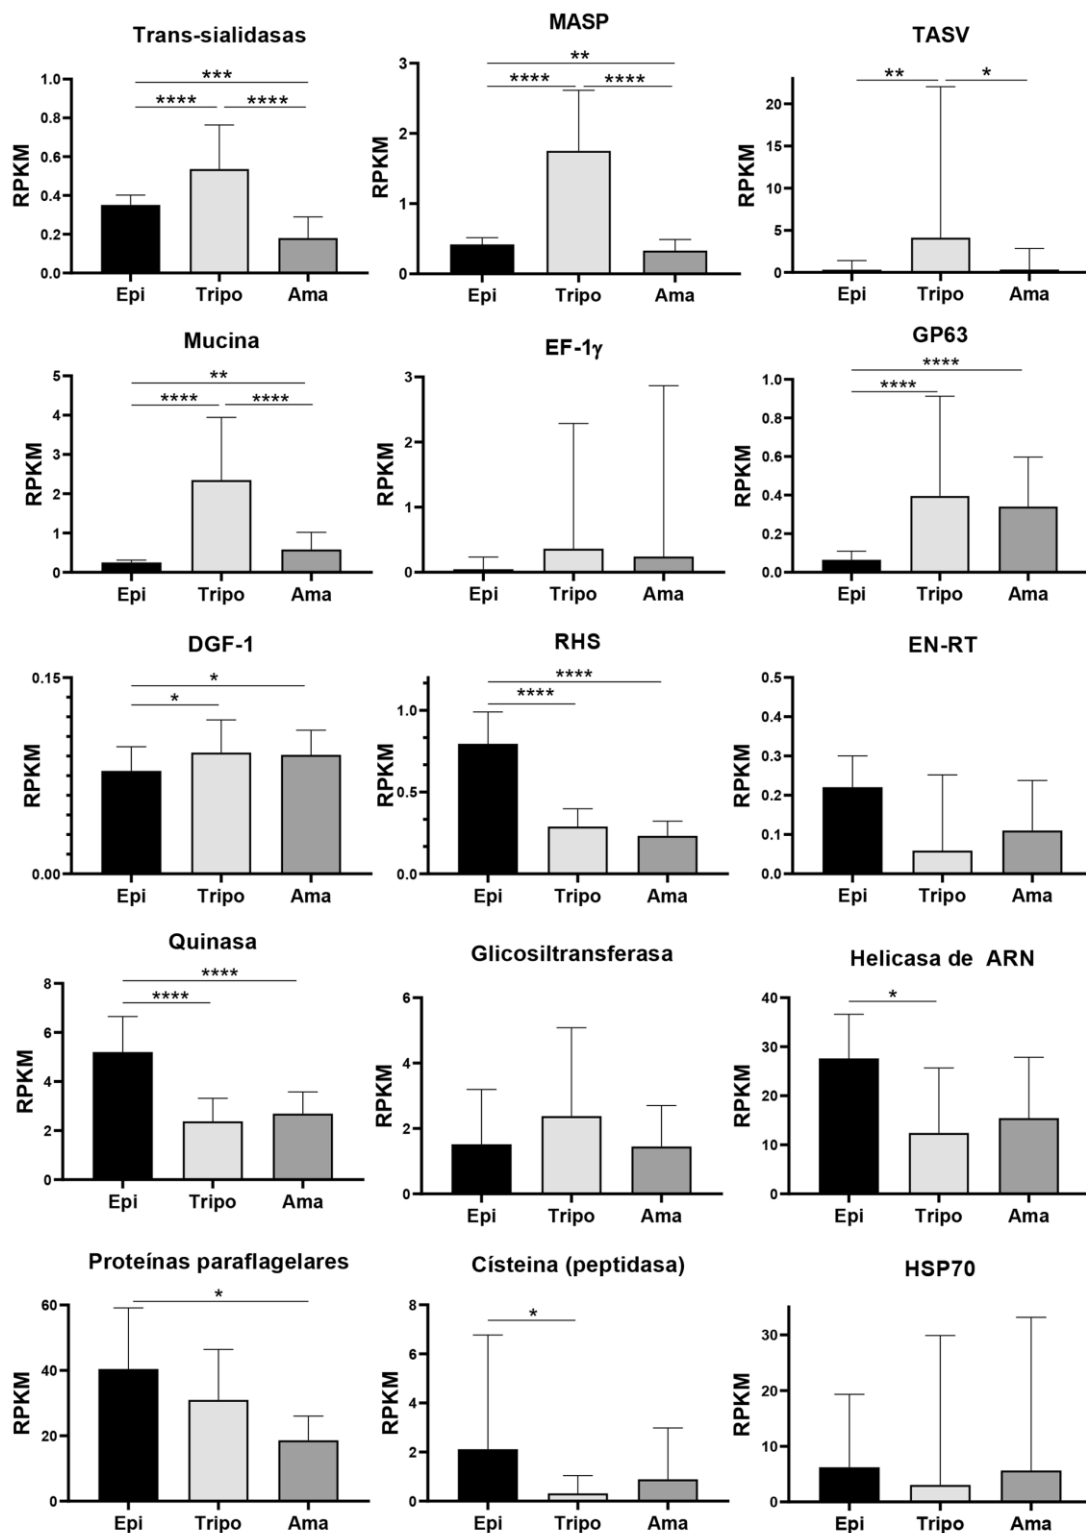 Trans-sialidasas
RPKM
1.0
0.8
0.6
0.4
0.2
0.0
***
**** ****
Epi Tripo Ama
MASP
RPKM
3
2
1
0
**
**** ****
Epi Tripo Ama
TASV
RPKM
20
15
10
5
0
** *
Epi Tripo Ama
Mucina
RPKM
5
4
3
2
1
0
**
**** ****
Epi Tripo Ama
EF-1γ
RPKM
3
2
1
0
Epi Tripo Ama
GP63
RPKM
1.0
0.8
0.6
0.4
0.2
0.0
****
****
Epi Tripo Ama
DGF-1
RPKM
0.15
0.00
*
*
Epi Tripo Ama
RHS
RPKM
1.0
0.5
0.0
****
****
Epi Tripo Ama
EN-RT
RPKM
0.5
0.4
0.3
0.2
0.1
0.0
Epi Tripo Ama
Quinasa
RPKM
8
6
4
2
0
****
****
Epi Tripo Ama
Glicosiltransferasa
RPKM
6
4
2
0
Epi Tripo Ama
Helicasa de ARN
RPKM
40
30
20
10
0
*
Epi Tripo Ama
Proteínas paraflagelares
RPKM
60
40
20
0
*
Epi Tripo Ama
Císteina (peptidasa)
RPKM
8
6
4
2
0
*
Epi Tripo Ama
HSP70
RPKM
30
20
10
0
Epi Tripo Ama